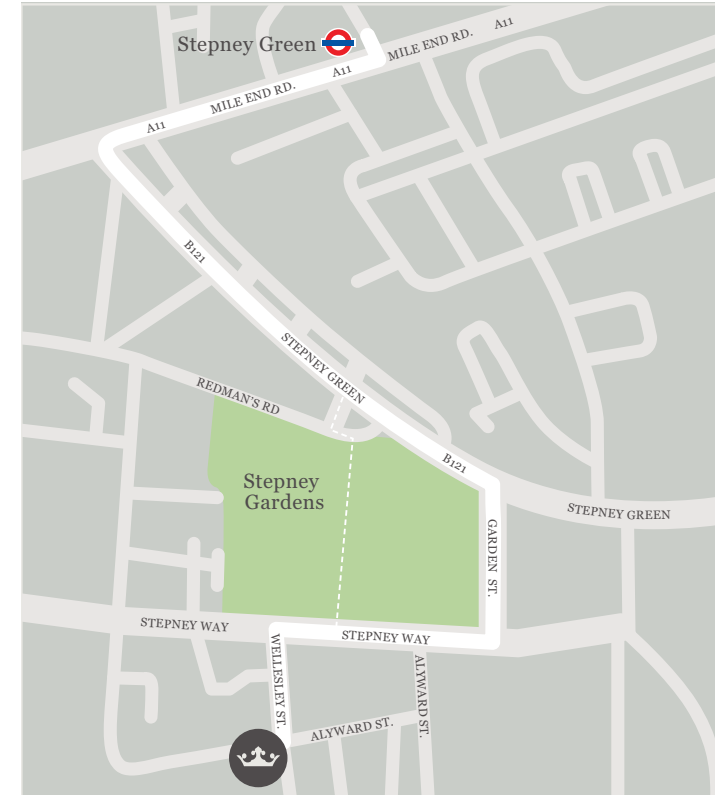 Stepney Green
MILE END RD.
A11
A11
MILE END RD.
A11
B121
STEPNEY GREEN
REDMAN'S RD
B121
Stepney
Gardens
STEPNEY GREEN
GARDEN ST.
STEPNEY WAY
STEPNEY WAY
WELLESLEY ST.
ALYWARD ST.
ALYWARD ST.